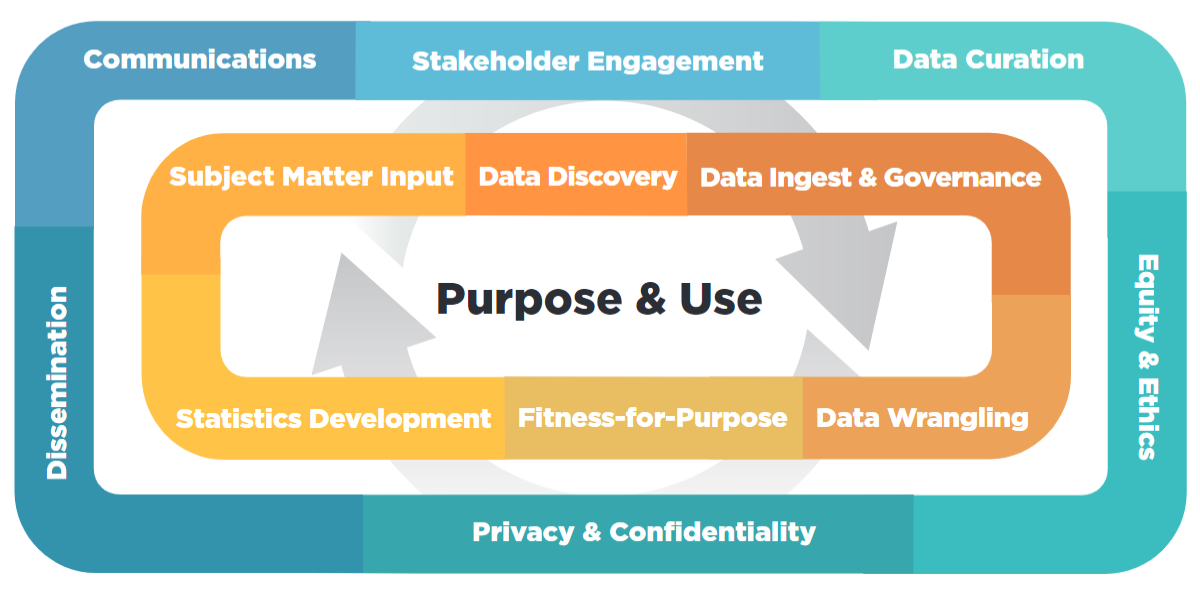 Communications
Stakeholder Engagement
Data Curation
Subject Matter Input
Data Discovery
Data Ingest & Governance
Purpose & Use
Dissemination
Equity & Ethics
Statistics Development
Fitness-for-Purpose
Data Wrangling
Privacy & Confidentiality